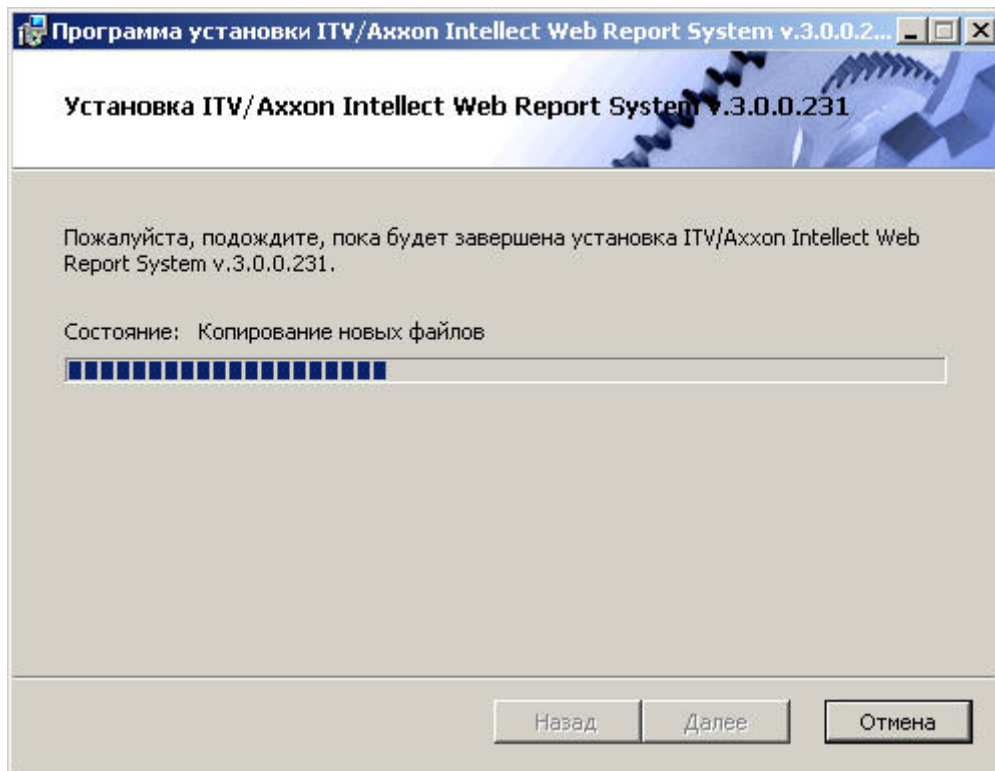 Программа установки ITV/Axxon Intellect Web Report System v.3.0.0.2...
Установка ITV/Axxon Intellect Web Report System v.3.0.0.231
Пожалуйста, подождите, пока будет завершена установка ITV/Axxon Intellect Web
Report System v.3.0.0.231.
Состояние: Копирование новых файлов
Назад Далее Отмена